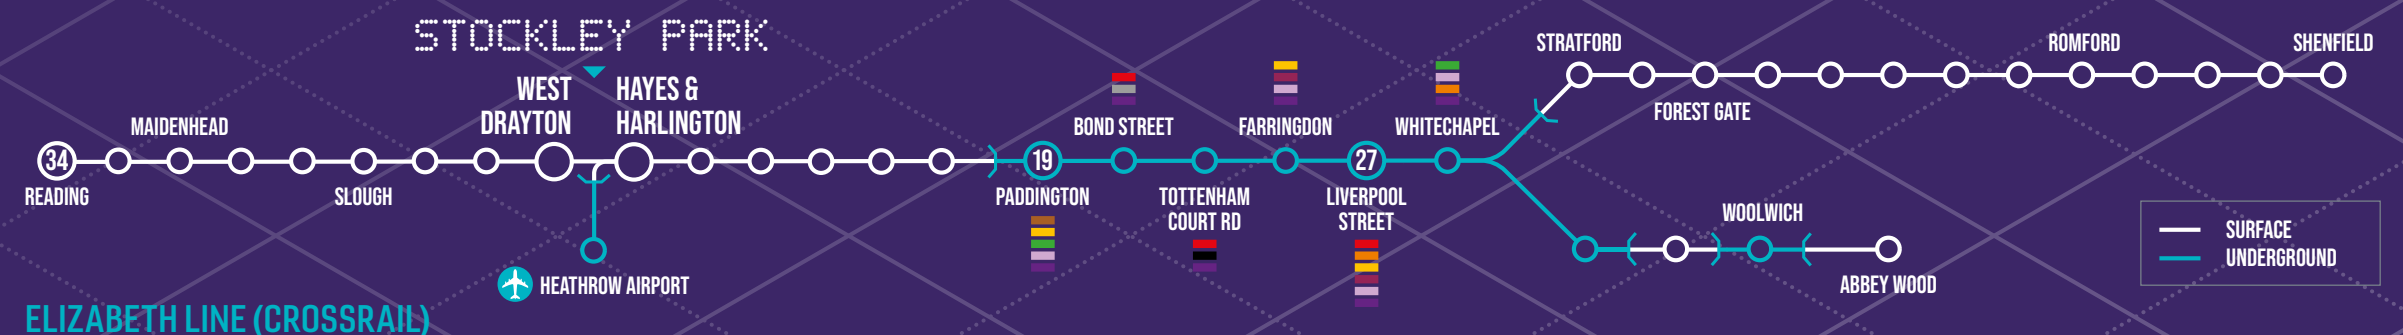 STOCKLEY PARK
STRATFORD
ROMFORD
SHENFIELD
WEST
DRAYTON
HAYES &
HARLINGTON
MAIDENHEAD
BOND STREET
FARRINGDON
WHITECHAPEL
FOREST GATE
34
19
27
READING
SLOUGH
PADDINGTON
TOTTENHAM
COURT RD
LIVERPOOL
STREET
WOOLWICH
SURFACE
UNDERGROUND
HEATHROW AIRPORT
ABBEY WOOD
ELIZABETH LINE (CROSSRAIL)